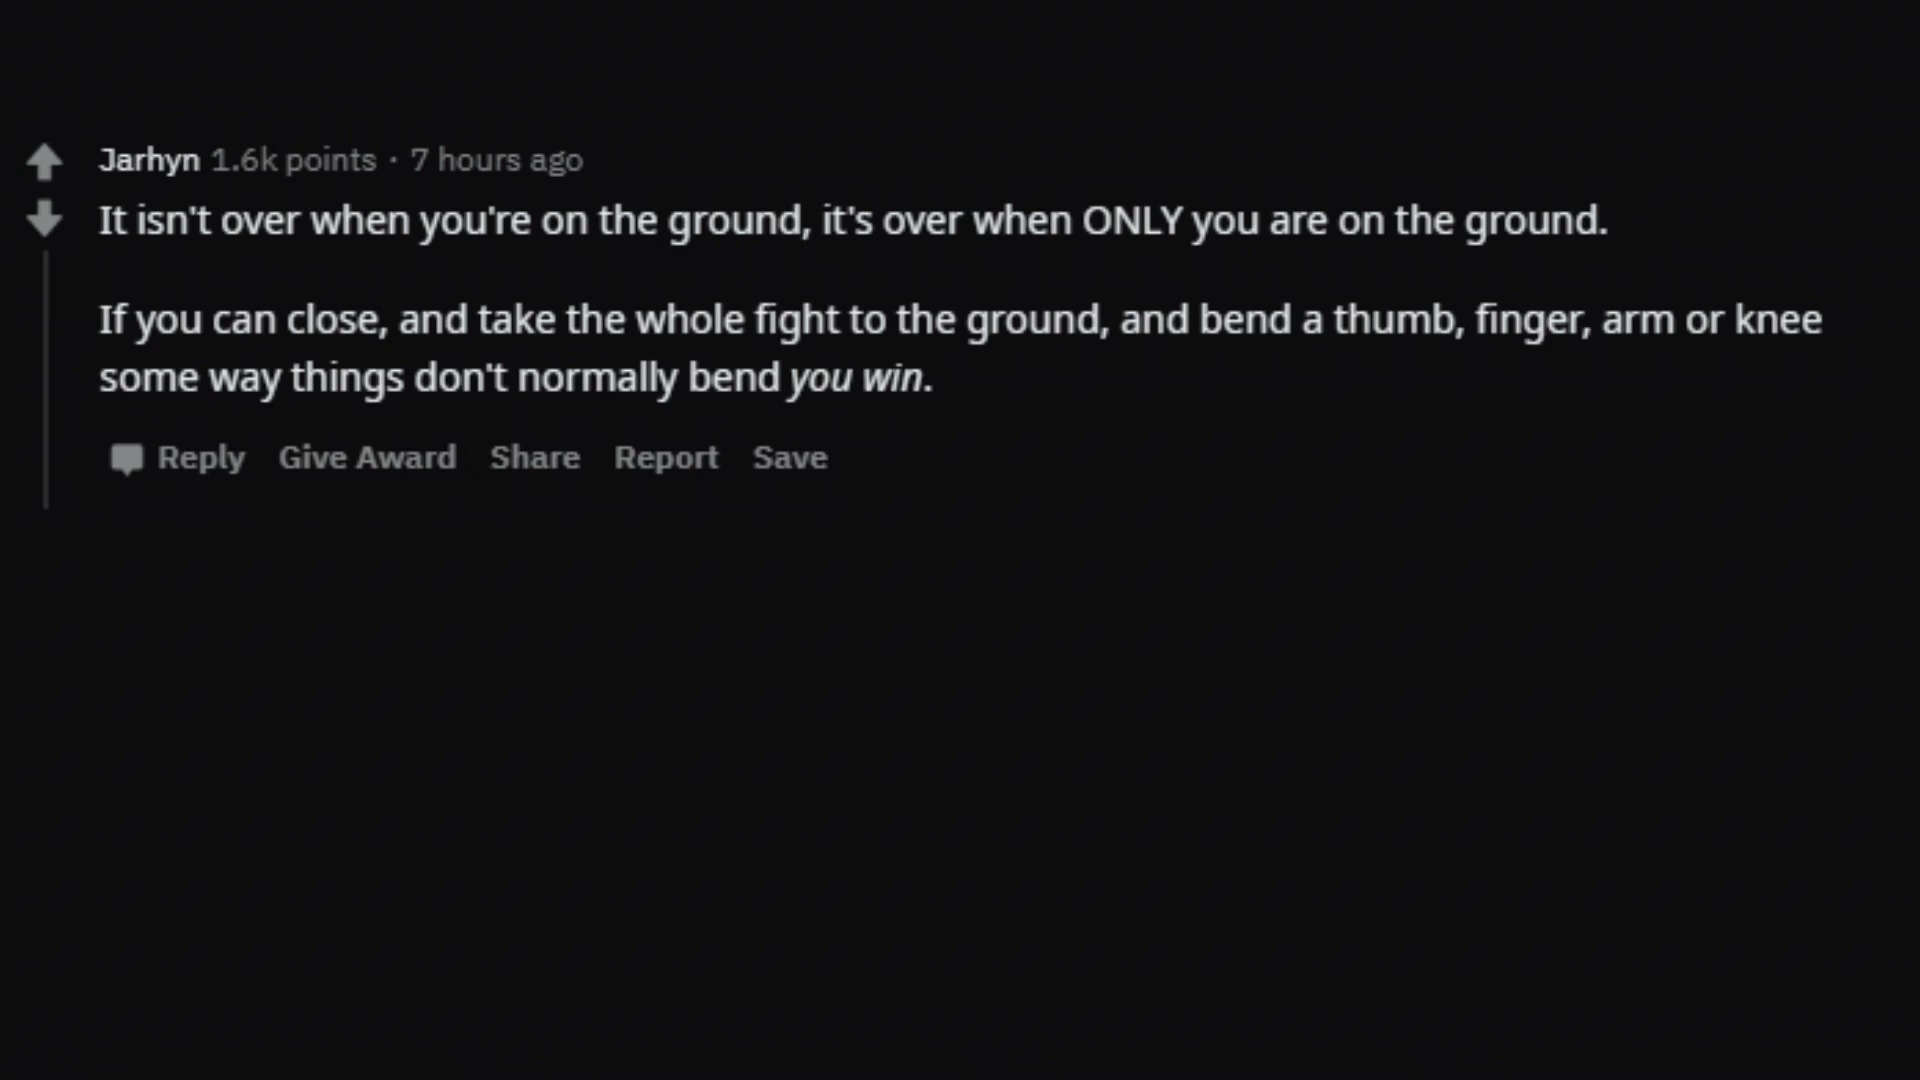 Jarhyn 1.6k points · 7 hours ago
It isn't over when you're on the ground, it's over when ONLY you are on the ground.
If you can close, and take the whole fight to the ground, and bend a thumb, finger, arm or knee
some way things don't normally bend you win.
Reply Give Award Share Report Save